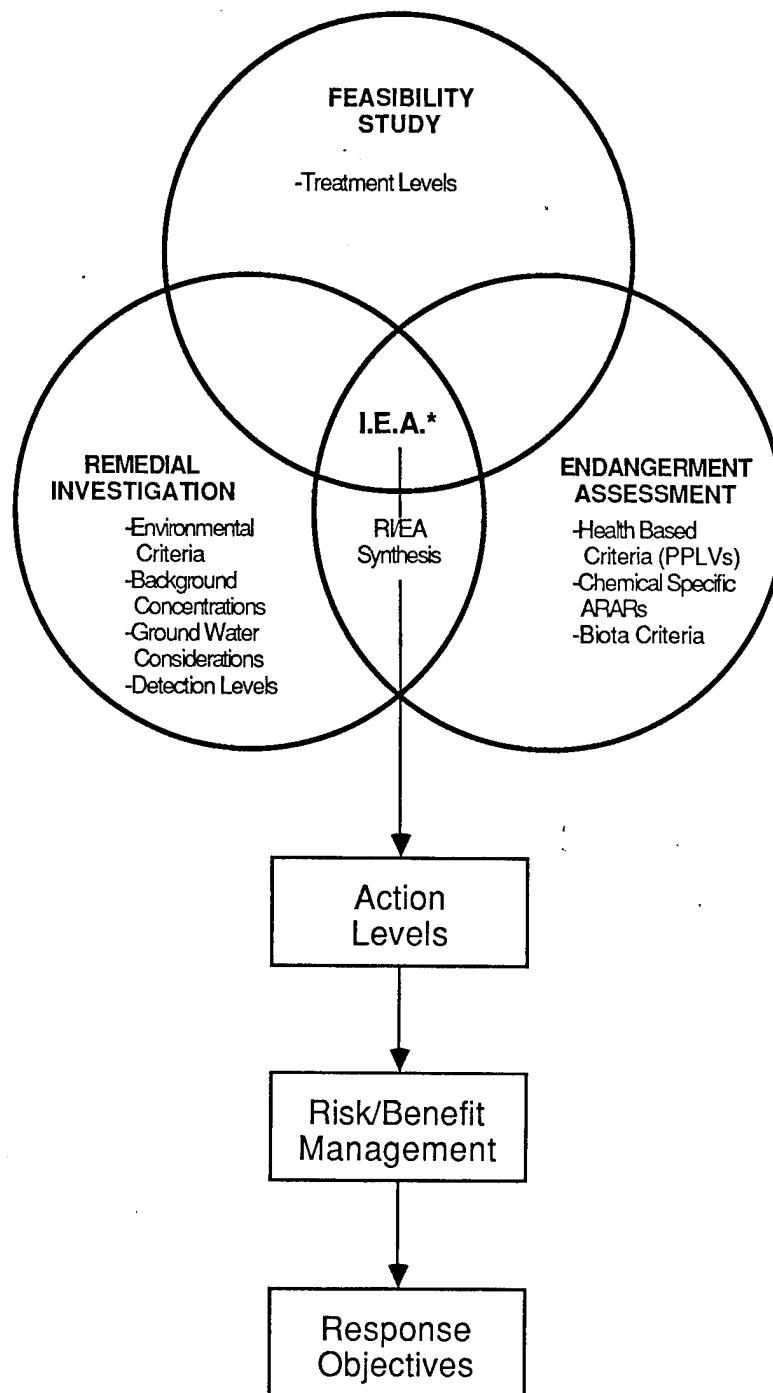 FEASIBILITY
STUDY
-Treatment Levels
I.E.A.*
REMEDIAL
INVESTIGATION
-Environmental
Criteria
-Background
Concentrations
-Ground Water
Considerations
-Detection Levels
RI/EA
Synthesis
ENDANGERMENT
ASSESSMENT
-Health Based
Criteria (PPLVs)
-Chemical Specific
ARARs
-Biota Criteria
Action
Levels
Risk/Benefit
Management
Response
Objectives